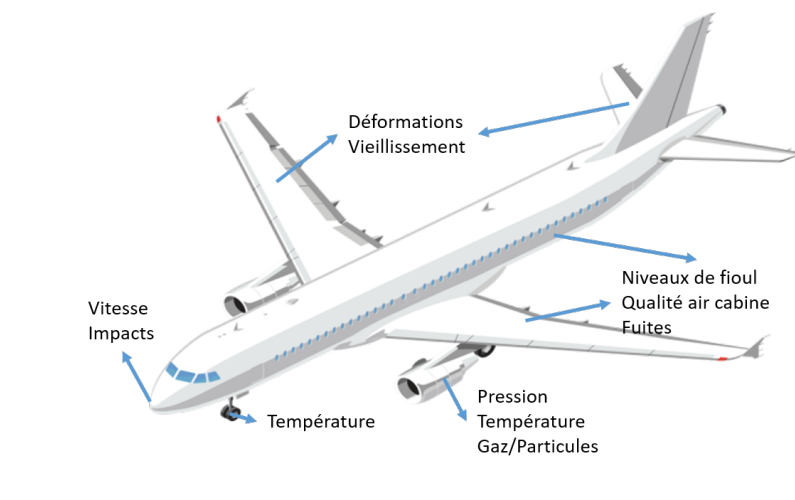 Déformations
Vieillissement
Niveaux de fioul
Qualité air cabine
Fuites
Vitesse
Impacts
Température
Pression
Température
Gaz/Particules